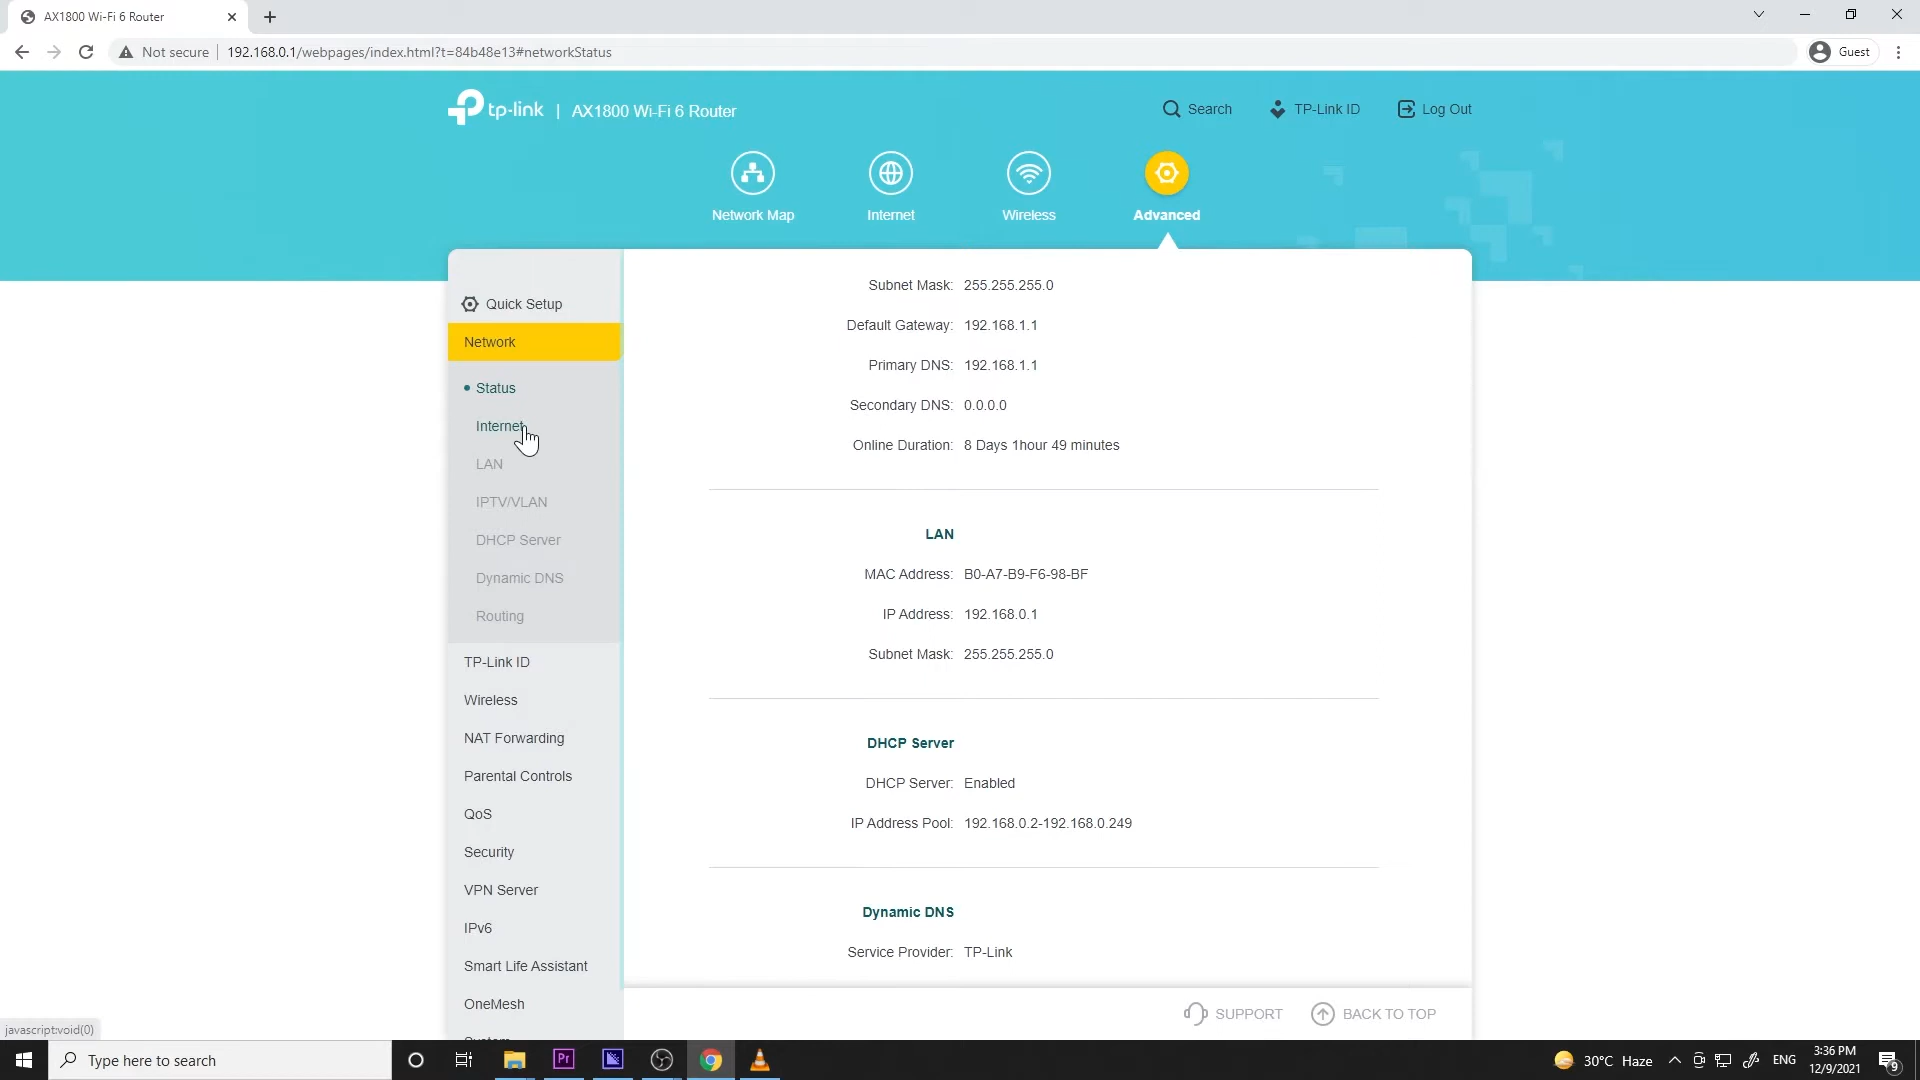 AX1800 Wi-Fi 6 Router
Not secure
192.168.0.1/webpages/index.html?t=84b48e13#networkStatus
Guest
tp-link | AX1800 Wi-Fi 6 Router
Search
TP-Link ID
Log Out
Network Map
Internet
Wireless
Advanced
Quick Setup
Network
Status
Internet
LAN
IPTV/VLAN
DHCP Server
Dynamic DNS
Routing
TP-Link ID
Wireless
NAT Forwarding
Parental Controls
QoS
Security
VPN Server
IPv6
Smart Life Assistant
OneMesh
Subnet Mask: 255.255.255.0
Default Gateway: 192.168.1.1
Primary DNS: 192.168.1.1
Secondary DNS: 0.0.0.0
Online Duration: 8 Days 1hour 49 minutes
LAN
MAC Address: B0-A7-B9-F6-98-BF
IP Address: 192.168.0.1
Subnet Mask: 255.255.255.0
DHCP Server
DHCP Server: Enabled
IP Address Pool: 192.168.0.2-192.168.0.249
Dynamic DNS
Service Provider: TP-Link
SUPPORT
BACK TO TOP
javascript:void(0)
Type here to search
Pr
30°C Haze
ENG
3:36 PM
12/9/2021
9